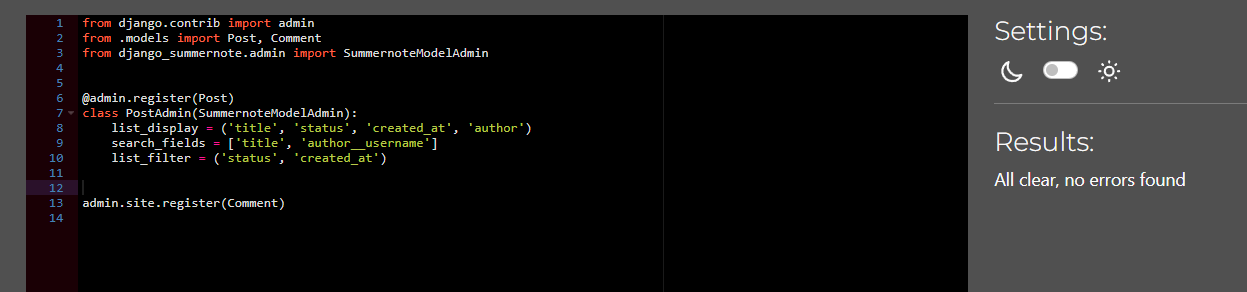 1 from django.contrib import admin
2 from .models import Post, Comment
3 from django_summernote.admin import SummernoteModelAdmin
4
5
6 @admin.register(Post)
7 class PostAdmin(SummernoteModelAdmin):
8     list_display = ('title', 'status', 'created_at', 'author')
9     search_fields = ['title', 'author__username']
10     list_filter = ('status', 'created_at')
11
12
13 admin.site.register(Comment)
14
Settings:
Results:
All clear, no errors found